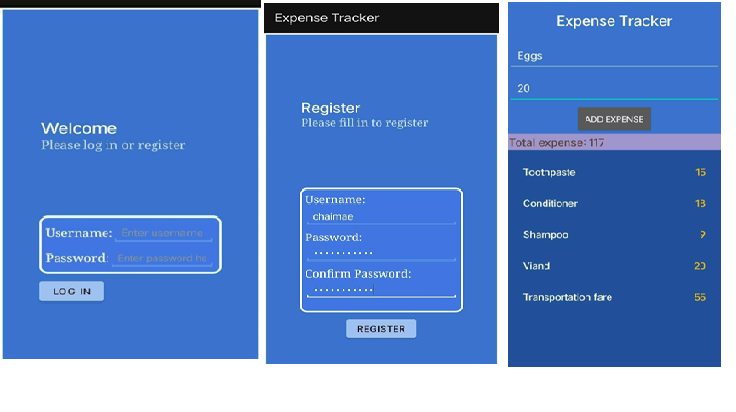 Welcome
Please log in or register
Username: Enter username
Password: Enter password he
LOG IN
Expense Tracker
Register
Please fill in to register
Username:
chaimae
Password:
Confirm Password:
REGISTER
Expense Tracker
Eggs
20
ADD EXPENSE
Total expense: 117
Toothpaste 15
Conditioner 18
Shampoo 9
Viand 20
Transportation fare 55